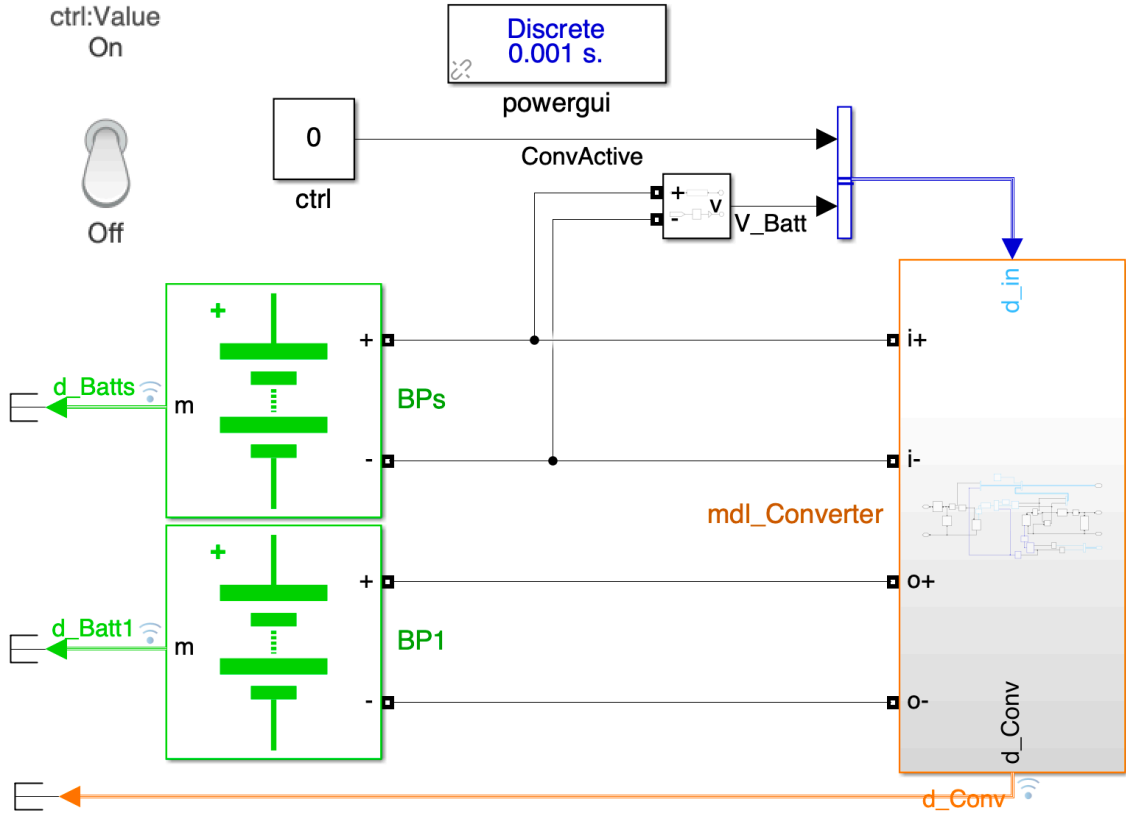 ctrl:Value
On
Off
Discrete
0.001 s.
powergui
0
ctrl
ConvActive
+
-
v
V_Batt
d_in
+
+
i+
d_Batts
m
BPs
-
i-
mdl_Converter
+
+
o+
d_Batt1
m
BP1
-
o-
d_Conv
d_Conv